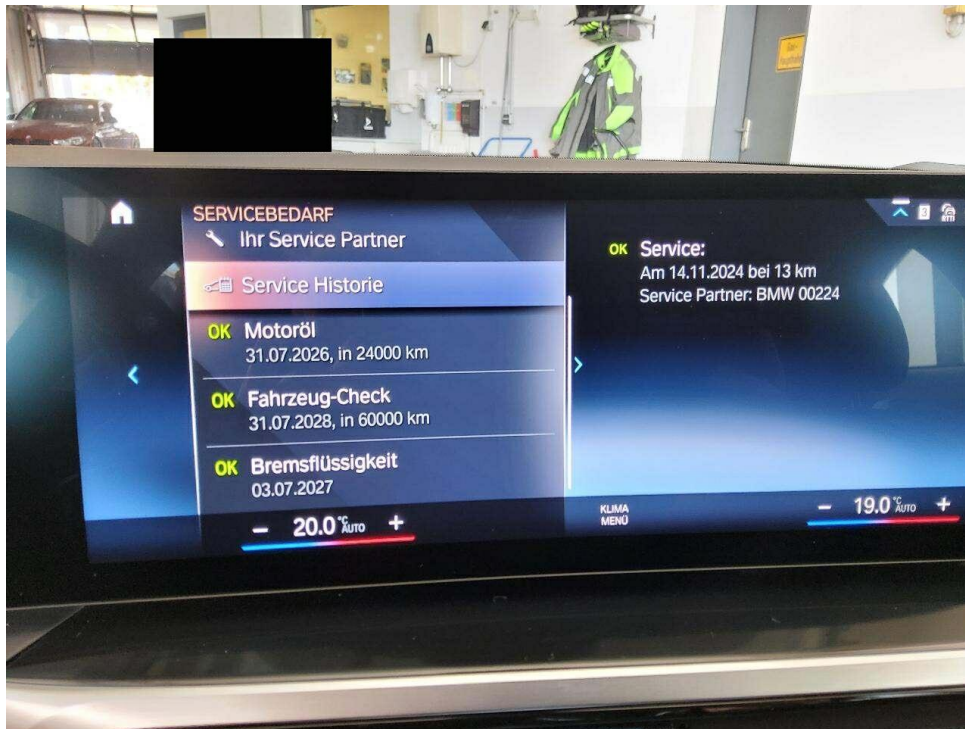 SERVICEBEDARF
Ihr Service Partner
Service Historie
OK Motoröl
31.07.2026, in 24000 km
OK Fahrzeug-Check
31.07.2028, in 60000 km
OK Bremsflüssigkeit
03.07.2027
OK Service:
Am 14.11.2024 bei 13 km
Service Partner: BMW 00224
3
RTTI
− 20.0 °C AUTO +
KLIMA
MENÜ
− 19.0 °C AUTO +